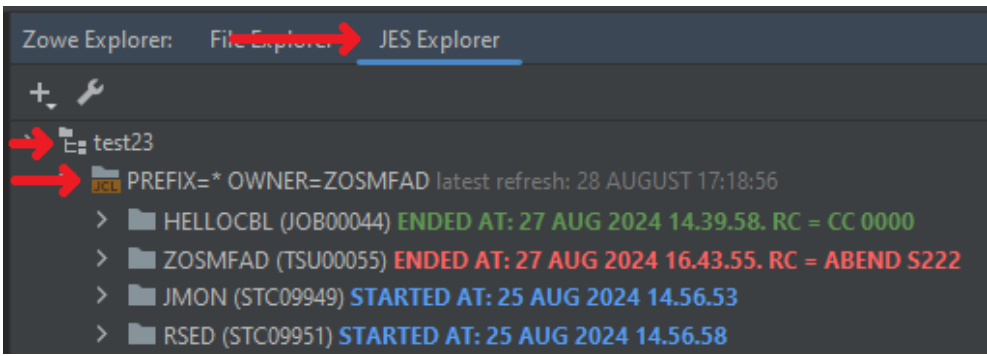 Zowe Explorer: File Explorer JES Explorer
test23
JCL PREFIX=* OWNER=ZOSMFAD latest refresh: 28 AUGUST 17:18:56
HELLOCBL (JOB00044) ENDED AT: 27 AUG 2024 14.39.58. RC = CC 0000
ZOSMFAD (TSU00055) ENDED AT: 27 AUG 2024 16.43.55. RC = ABEND S222
JMON (STC09949) STARTED AT: 25 AUG 2024 14.56.53
RSED (STC09951) STARTED AT: 25 AUG 2024 14.56.58